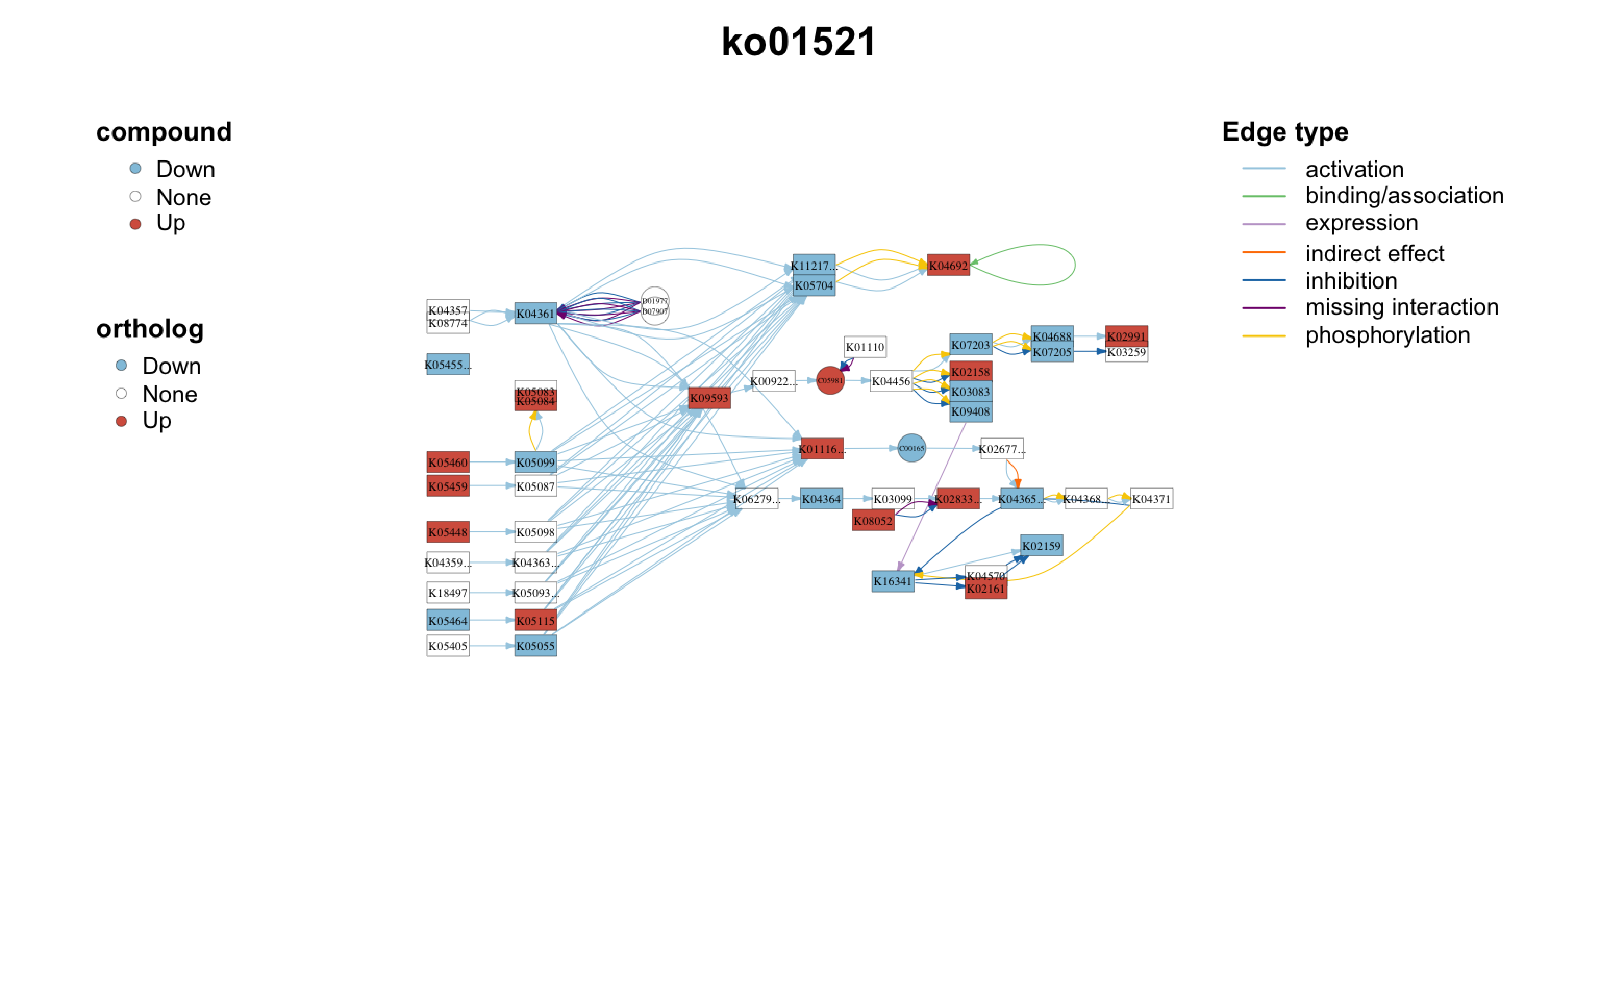 ko01521
compound
Down
None
Up
ortholog
Down
None
Up
Edge type
activation
binding/association
expression
indirect effect
inhibition
missing interaction
phosphorylation
K11217...
K05704
K04692
K04357
K08774
K04361
D01977
D07907
K05455...
K05083
K05084
K09593
K00922...
K01110
C05981
K04456
K07203
K02158
K03083
K09408
K04688
K07205
K02991
K03259
K05460
K05459
K05099
K05087
K01116...
C00165
K02677...
K06279...
K04364
K03099
K02833...
K08052
K04365...
K04368...
K04371
K05448
K05098
K04359...
K04363...
K18497
K05093...
K05464
K05115
K05405
K05055
K02159
K16341
K04570
K02161